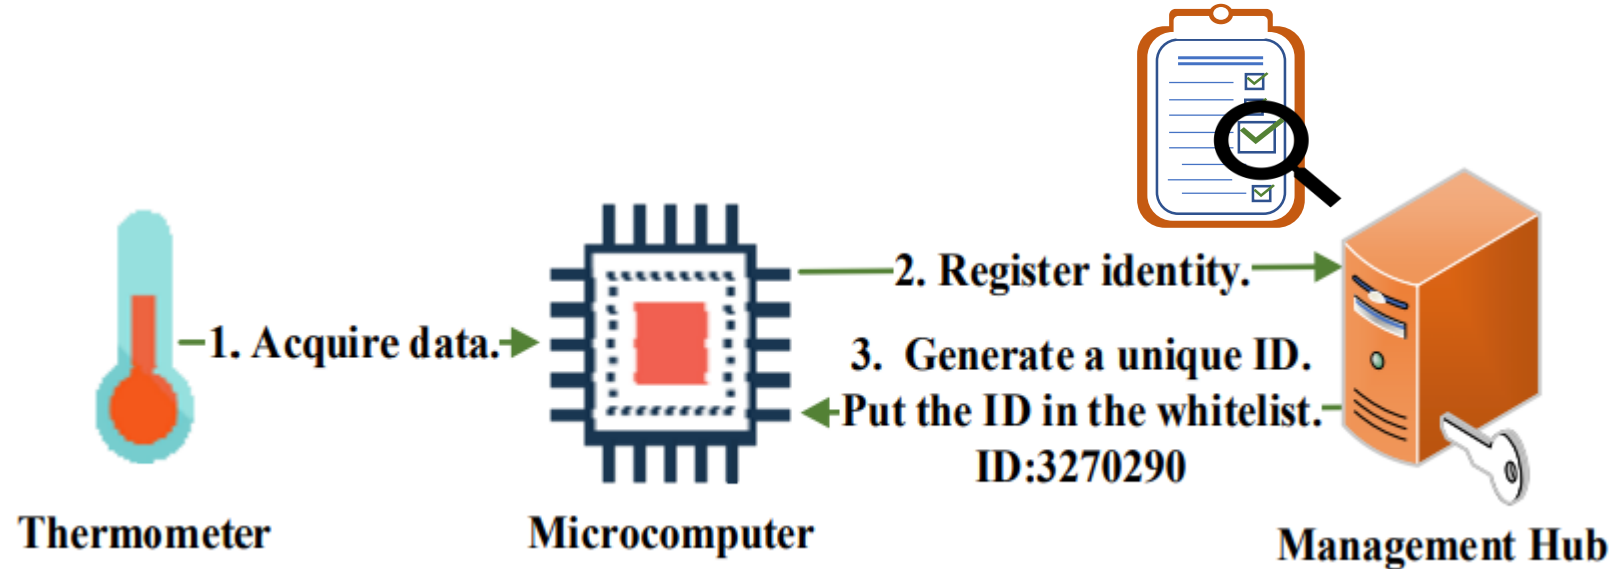 2. Register identity.
1. Acquire data.
3. Generate a unique ID.
Put the ID in the whitelist.
ID:3270290
Thermometer
Microcomputer
Management Hub